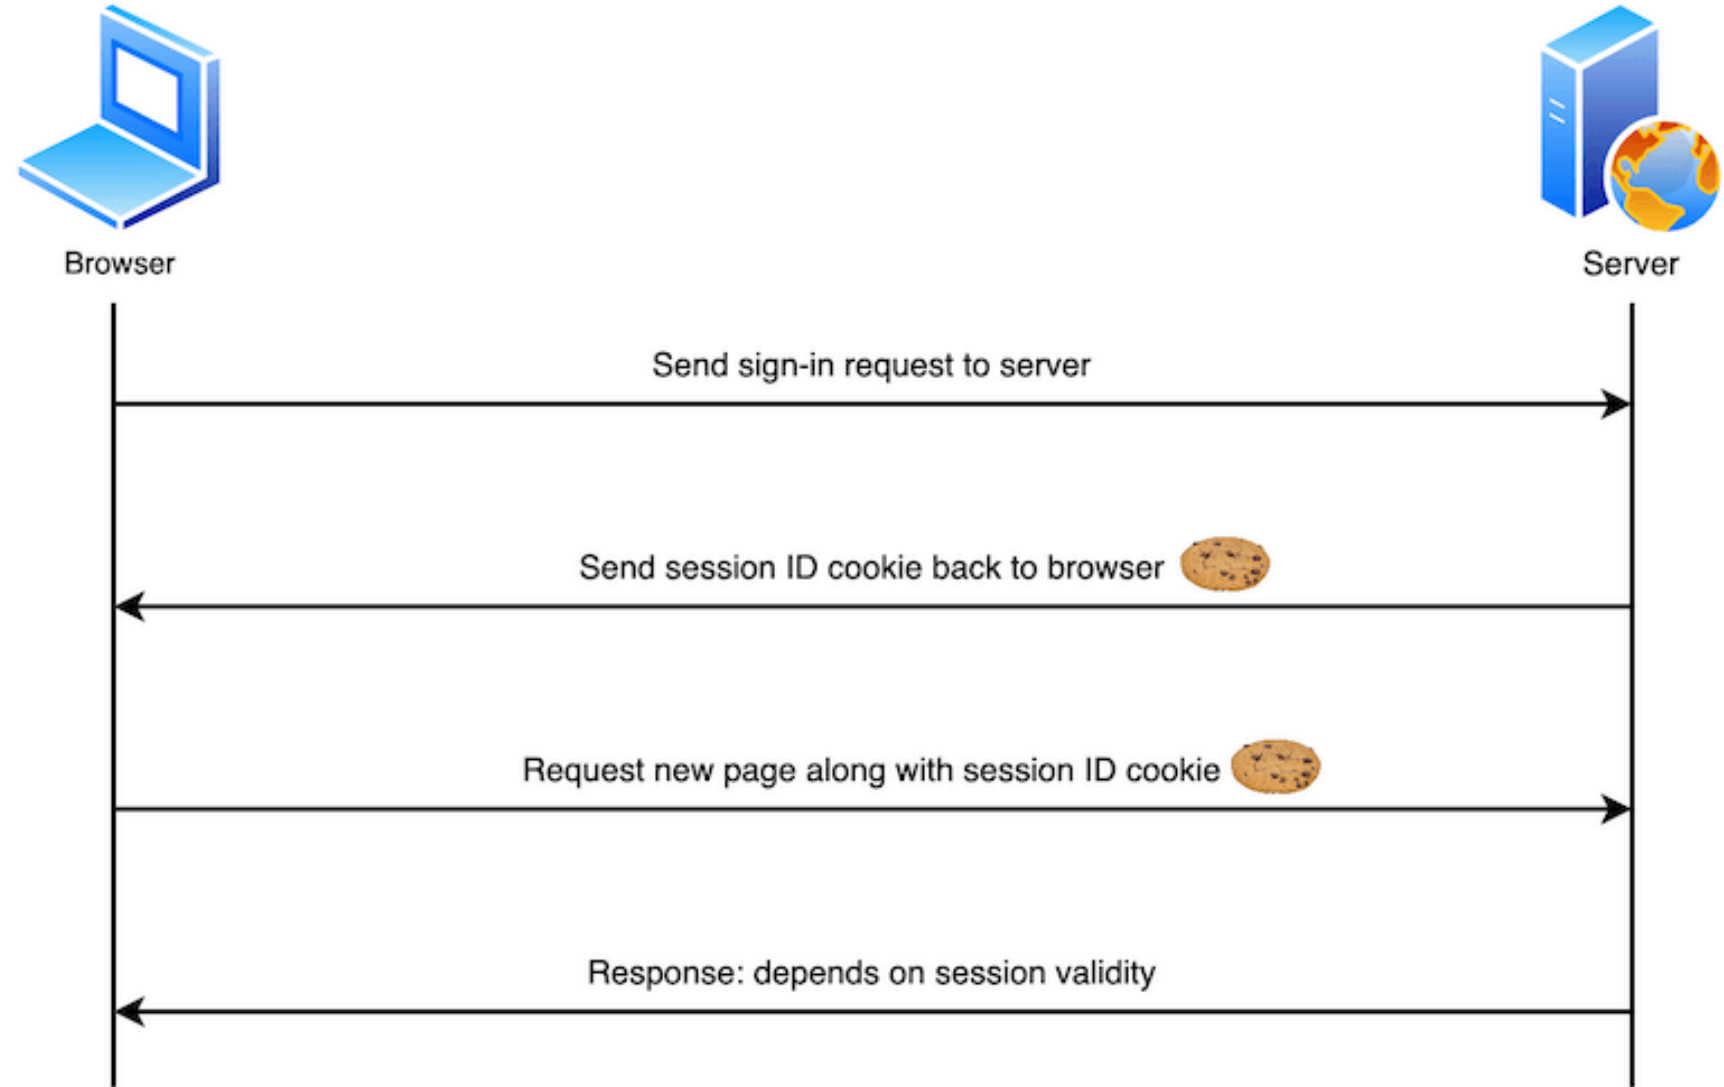 Browser
Server
Send sign-in request to server
Send session ID cookie back to browser
Request new page along with session ID cookie
Response: depends on session validity